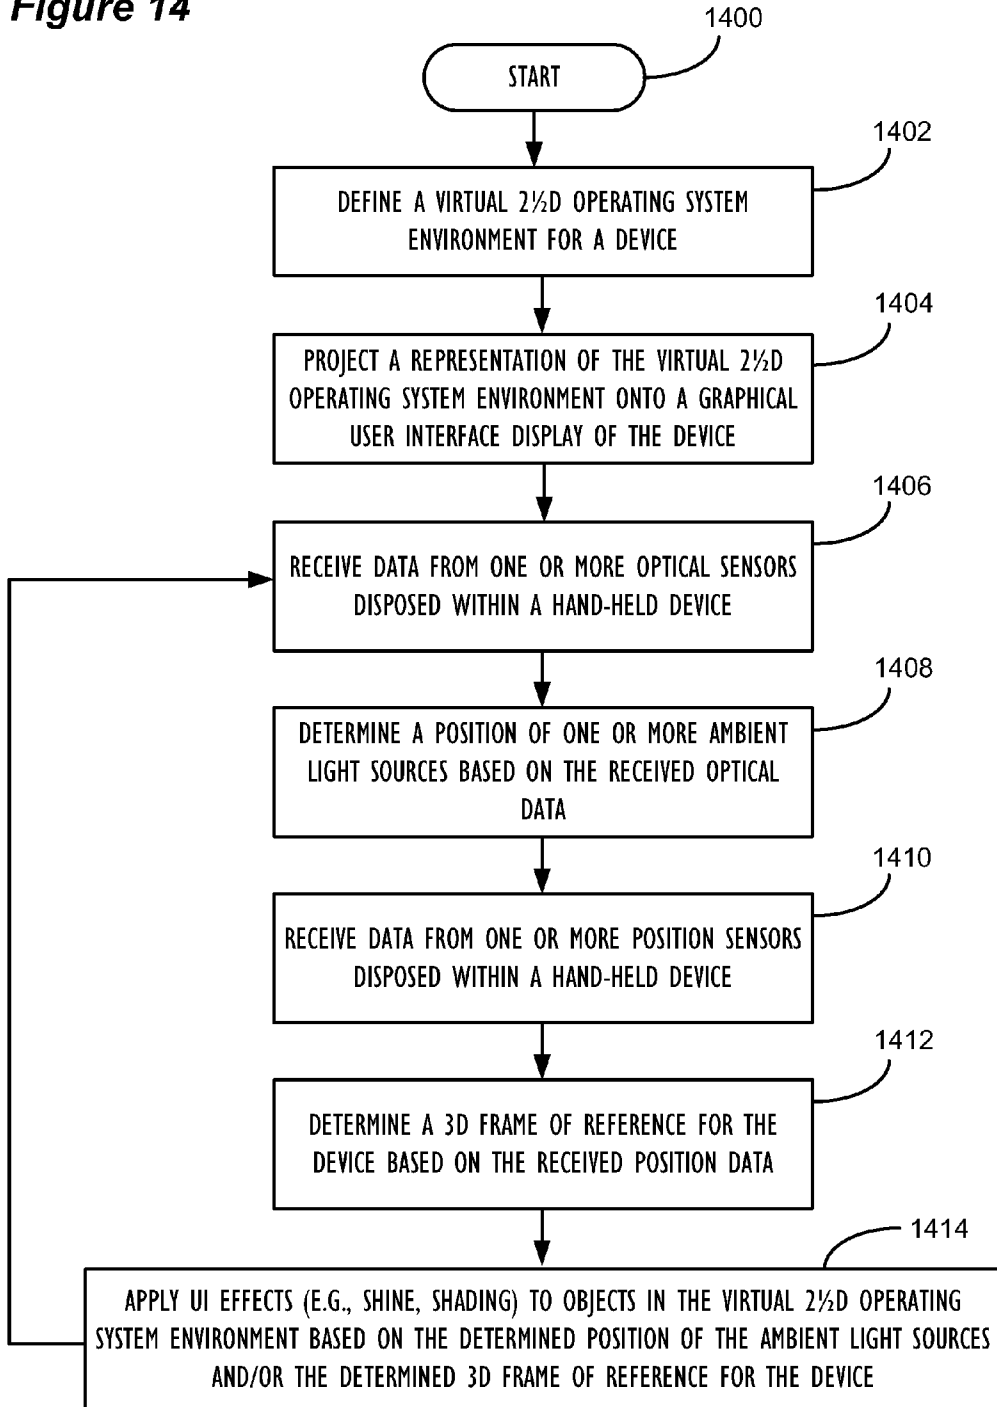 Figure 14
1400
START
1402
DEFINE A VIRTUAL 2½D OPERATING SYSTEM
ENVIRONMENT FOR A DEVICE
1404
PROJECT A REPRESENTATION OF THE VIRTUAL 2½D
OPERATING SYSTEM ENVIRONMENT ONTO A GRAPHICAL
USER INTERFACE DISPLAY OF THE DEVICE
1406
RECEIVE DATA FROM ONE OR MORE OPTICAL SENSORS
DISPOSED WITHIN A HAND-HELD DEVICE
1408
DETERMINE A POSITION OF ONE OR MORE AMBIENT
LIGHT SOURCES BASED ON THE RECEIVED OPTICAL
DATA
1410
RECEIVE DATA FROM ONE OR MORE POSITION SENSORS
DISPOSED WITHIN A HAND-HELD DEVICE
1412
DETERMINE A 3D FRAME OF REFERENCE FOR THE
DEVICE BASED ON THE RECEIVED POSITION DATA
1414
APPLY UI EFFECTS (E.G., SHINE, SHADING) TO OBJECTS IN THE VIRTUAL 2½D OPERATING
SYSTEM ENVIRONMENT BASED ON THE DETERMINED POSITION OF THE AMBIENT LIGHT SOURCES
AND/OR THE DETERMINED 3D FRAME OF REFERENCE FOR THE DEVICE